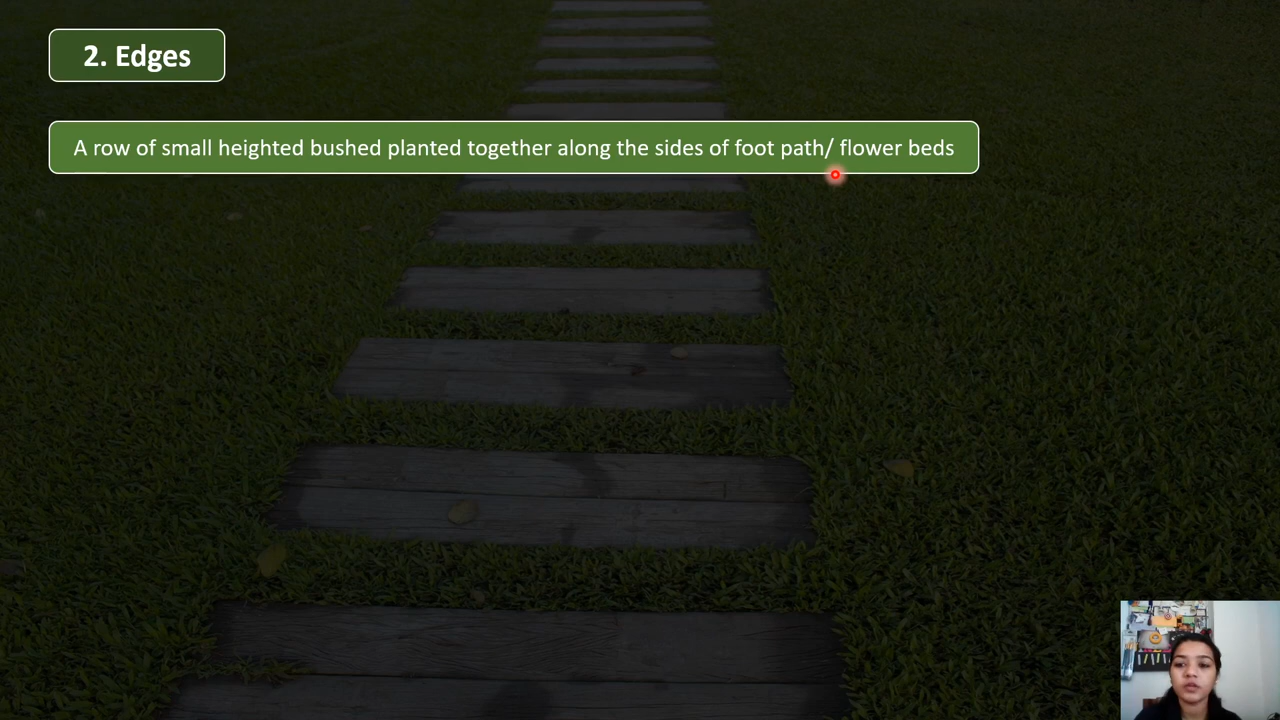 2. Edges
A row of small heighted bushed planted together along the sides of foot path/ flower beds